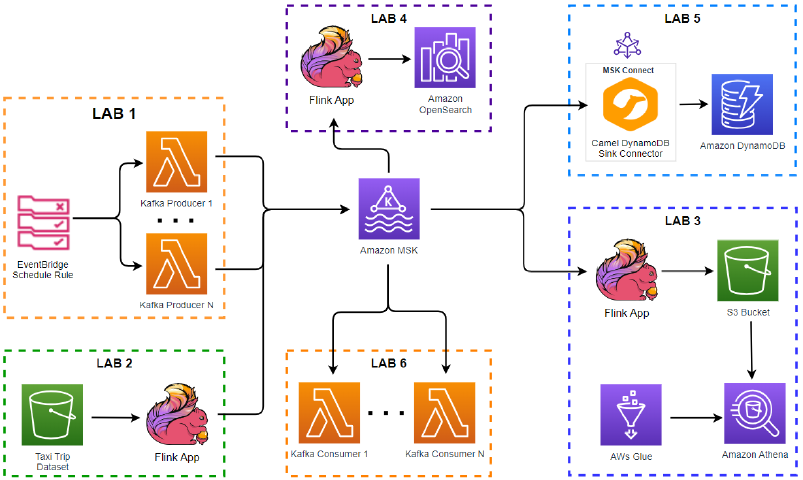 LAB 4
Flink App
Amazon
OpenSearch
LAB 5
MSK Connect
Camel DynamoDB
Sink Connector
Amazon DynamoDB
LAB 1
Kafka Producer 1
EventBridge
Schedule Rule
Kafka Producer N
K
Amazon MSK
LAB 3
Flink App
S3 Bucket
AWs Glue
Amazon Athena
LAB 2
Taxi Trip
Dataset
Flink App
LAB 6
Kafka Consumer 1
Kafka Consumer N